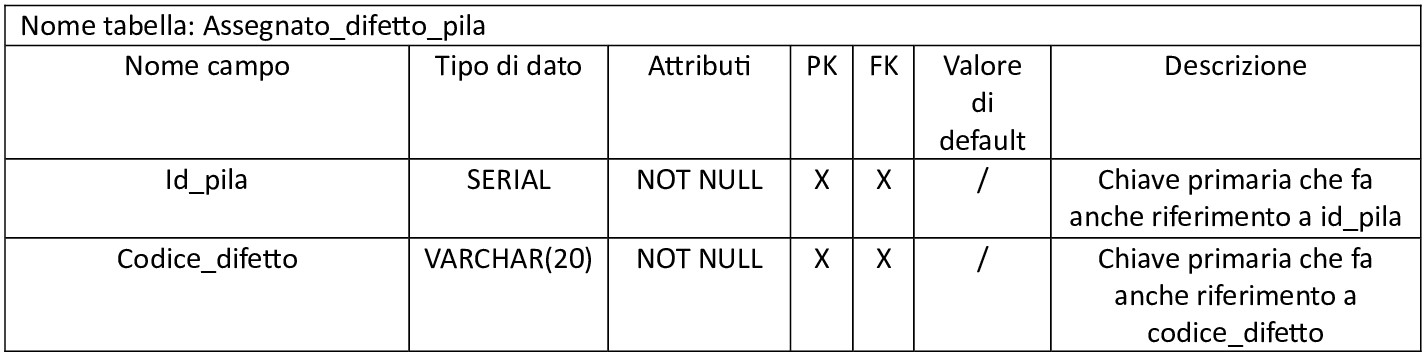 Nome tabella: Assegnato_difetto_pila
Nome campo Tipo di dato Attributi PK FK Valore di default Descrizione
Id_pila SERIAL NOT NULL X X / Chiave primaria che fa anche riferimento a id_pila
Codice_difetto VARCHAR(20) NOT NULL X X / Chiave primaria che fa anche riferimento a codice_difetto